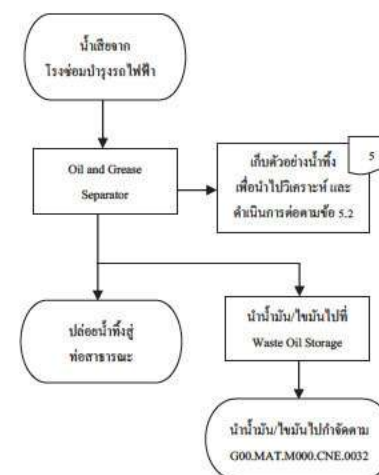 น้ำเสียจาก
โรงซ่อมบำรุงรถไฟฟ้า
Oil and Grease
Separator
5
เก็บตัวอย่างน้ำทิ้ง
เพื่อนำไปวิเคราะห์ และ
ดำเนินการต่อตามข้อ 5.2
ปล่อยน้ำทิ้งสู่
ท่อสาธารณะ
นำน้ำมัน/ไขมันไปที่
Waste Oil Storage
นำน้ำมัน/ไขมันไปกำจัดตาม
G00.MAT.M000.CNE.0032